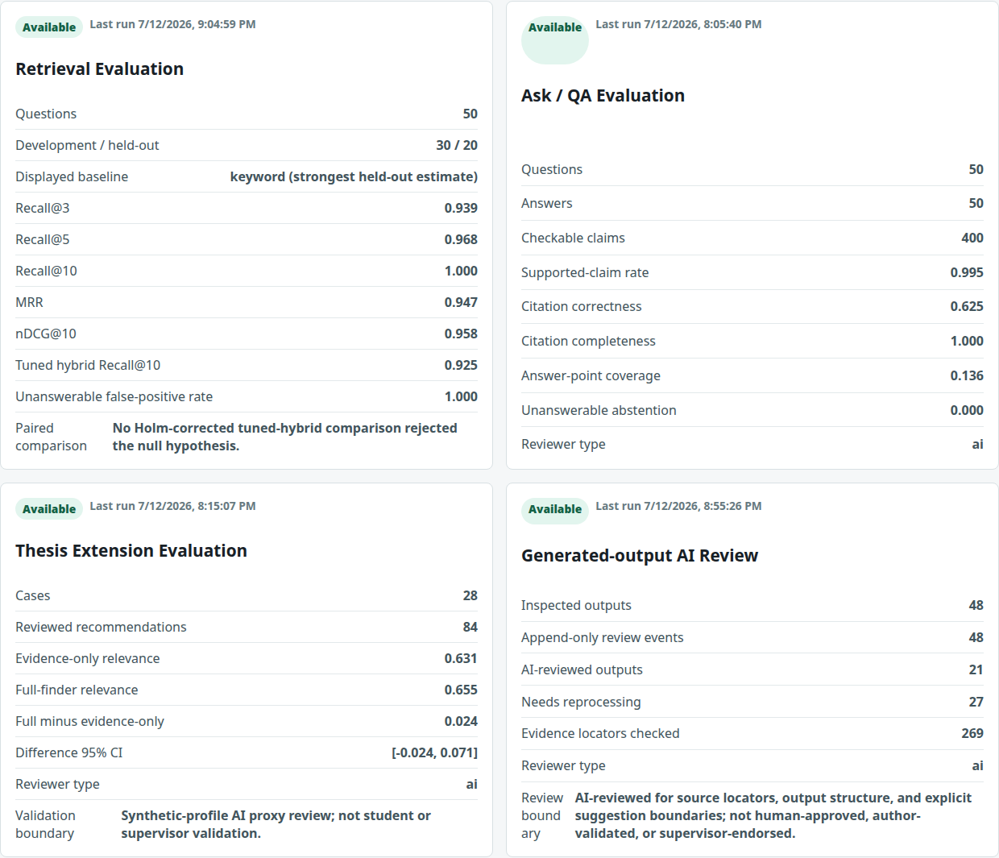 Available Last run 7/12/2026, 9:04:59 PM
Retrieval Evaluation
Questions 50
Development / held-out 30 / 20
Displayed baseline keyword (strongest held-out estimate)
Recall@3 0.939
Recall@5 0.968
Recall@10 1.000
MRR 0.947
nDCG@10 0.958
Tuned hybrid Recall@10 0.925
Unanswerable false-positive rate 1.000
Paired No Holm-corrected tuned-hybrid comparison rejected
comparison the null hypothesis.
Available Last run 7/12/2026, 8:05:40 PM
Ask / QA Evaluation
Questions 50
Answers 50
Checkable claims 400
Supported-claim rate 0.995
Citation correctness 0.625
Citation completeness 1.000
Answer-point coverage 0.136
Unanswerable abstention 0.000
Reviewer type ai
Available Last run 7/12/2026, 8:15:07 PM
Thesis Extension Evaluation
Cases 28
Reviewed recommendations 84
Evidence-only relevance 0.631
Full-finder relevance 0.655
Full minus evidence-only 0.024
Difference 95% CI [-0.024, 0.071]
Reviewer type ai
Validation Synthetic-profile AI proxy review; not student or
boundary supervisor validation.
Available Last run 7/12/2026, 8:55:26 PM
Generated-output AI Review
Inspected outputs 48
Append-only review events 48
AI-reviewed outputs 21
Needs reprocessing 27
Evidence locators checked 269
Reviewer type ai
Review AI-reviewed for source locators, output structure, and explicit
bound suggestion boundaries; not human-approved, author-
ary validated, or supervisor-endorsed.